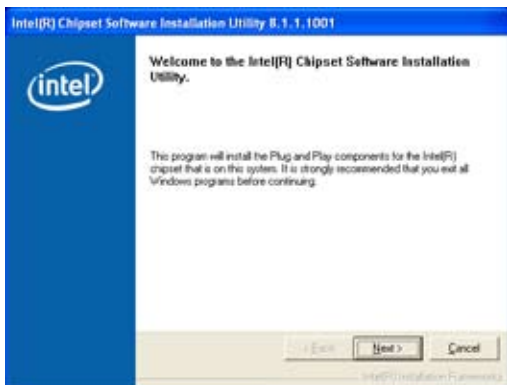 Intel(R) Chipset Software Installation Utility 8.1.1.1001
intel
Welcome to the Intel(R) Chipset Software Installation
Utility.
This program will install the Plug and Play components for the Intel(R)
chipset that is on this system. It is strongly recommended that you exit all
Windows programs before continuing.
< Back
Next >
Cancel
Intel(R) Installation Framework